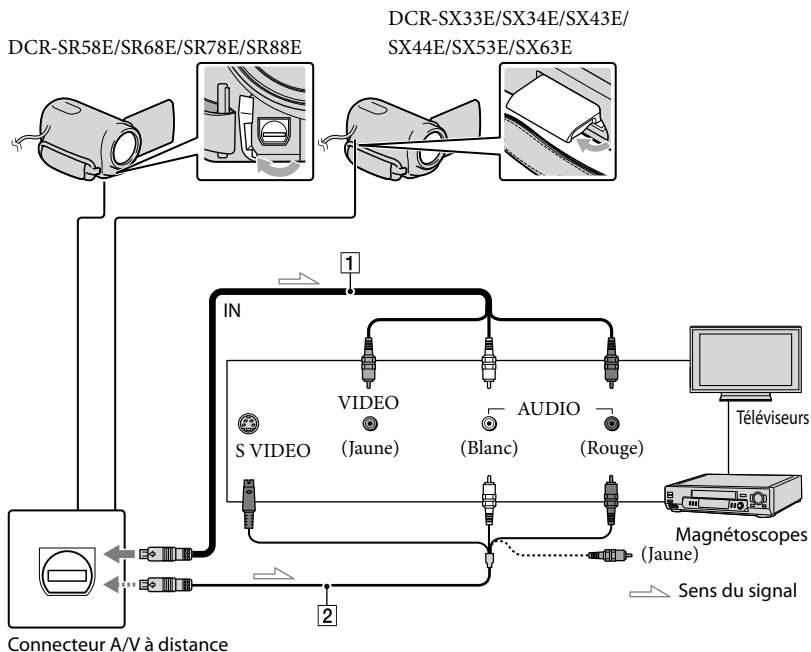 DCR-SR58E/SR68E/SR78E/SR88E
DCR-SX33E/SX34E/SX43E/
SX44E/SX53E/SX63E
1
IN
VIDEO
AUDIO
S VIDEO
(Jaune)
(Blanc)
(Rouge)
Téléviseurs
Magnétoscopes
(Jaune)
2
Sens du signal
Connecteur A/V à distance